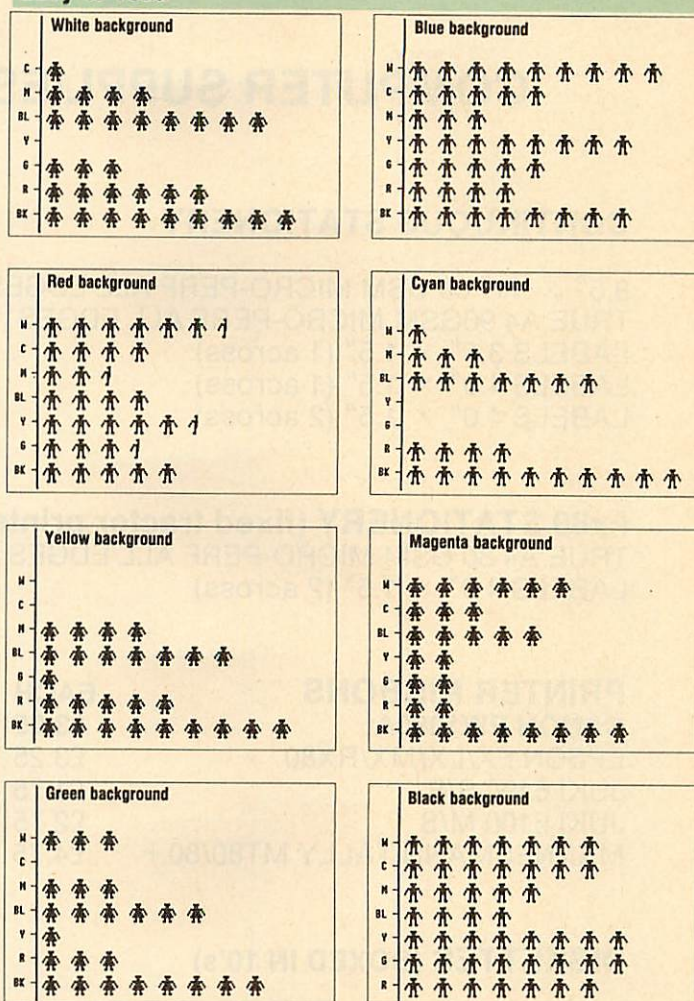 White background
C
M
BL
Y
G
R
BK
Blue background
W
C
M
Y
G
R
BK
Red background
W
C
M
BL
Y
G
BK
Cyan background
W
M
BL
Y
G
R
BK
Yellow background
W
C
M
BL
G
R
BK
Magenta background
W
C
BL
Y
G
R
BK
Green background
W
C
M
BL
Y
R
BK
Black background
W
C
M
BL
Y
G
R